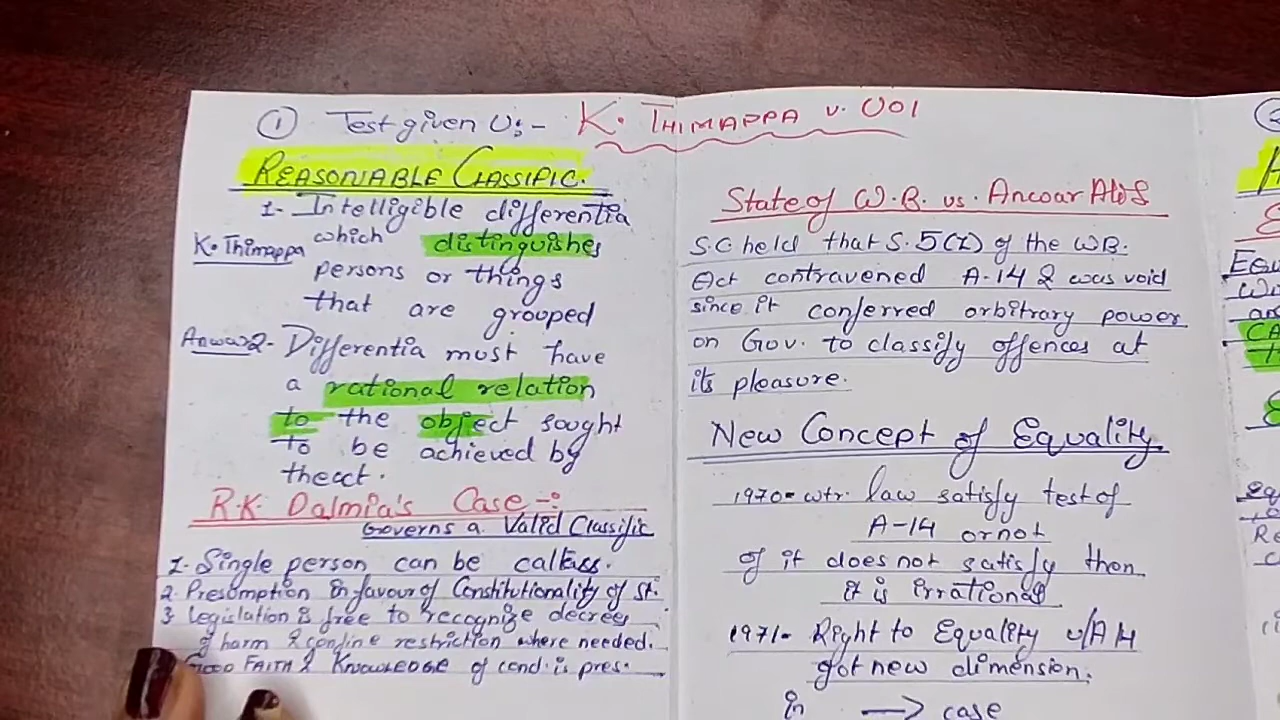 ① Test given U:- K. THIMAPPA v. UOI
REASONABLE CLASSIFIC.
1- Intelligible differentia
K. Thimappa which distinguishes
persons or things
that are grouped
Anwar 2- Differentia must have
a rational relation
to the object sought
to be achieved by
the act.
R.K. Dalmia's Case -:
Governs a Valid Classific
1- Single person can be
2. Presumption in favour of Constitutionality of St.
3 Legislation is free to recognize decrees
of harm & confine restriction where needed.
GOOD FAITH & KNOWLEDGE of cond. is pres.
State of W.B. vs. Anwar Ali S
S.C held that S. 5(1) of the WB.
Act contravened A-14 & was void
since it conferred arbitrary power
on Gov. to classify offences at
its pleasure.
New Concept of Equality
1970- wtr. law satisfy test of
A-14 or not
if it does not satisfy then
it is irrational
1971- Right to Equality u/A 14
got new dimension.
in → case